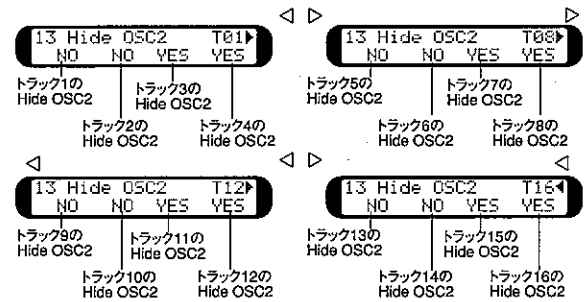 13 Hide OSC2 T01▶
NO NO YES YES
トラック1の
Hide OSC2
トラック3の
Hide OSC2
トラック2の
Hide OSC2
トラック4の
Hide OSC2
13 Hide OSC2 T08▶
NO NO YES YES
トラック5の
Hide OSC2
トラック7の
Hide OSC2
トラック6の
Hide OSC2
トラック8の
Hide OSC2
13 Hide OSC2 T12▶
NO NO YES YES
トラック9の
Hide OSC2
トラック11の
Hide OSC2
トラック10の
Hide OSC2
トラック12の
Hide OSC2
13 Hide OSC2 T16◀
NO NO YES YES
トラック13の
Hide OSC2
トラック15の
Hide OSC2
トラック14の
Hide OSC2
トラック16の
Hide OSC2